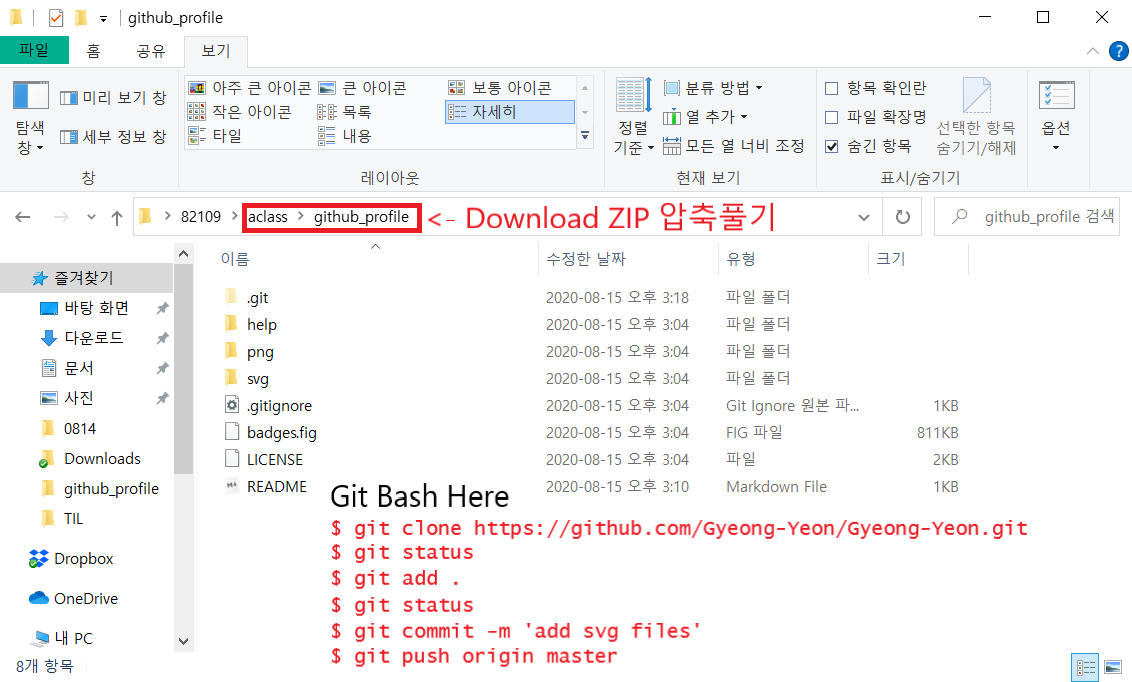 github_profile
파일 홈 공유 보기
미리 보기 창
세부 정보 창
탐색 창
창
아주 큰 아이콘 큰 아이콘 보통 아이콘
작은 아이콘 목록 자세히
타일 내용
레이아웃
정렬 기준
분류 방법
열 추가
모든 열 너비 조정
현재 보기
항목 확인란
파일 확장명
숨긴 항목
선택한 항목
숨기기/해제
표시/숨기기
옵션
82109 > aclass > github_profile <- Download ZIP 압축풀기
github_profile 검색
즐겨찾기
바탕 화면
다운로드
문서
사진
0814
Downloads
github_profile
TIL
Dropbox
OneDrive
내 PC
이름 수정한 날짜 유형 크기
.git 2020-08-15 오후 3:18 파일 폴더
help 2020-08-15 오후 3:04 파일 폴더
png 2020-08-15 오후 3:04 파일 폴더
svg 2020-08-15 오후 3:04 파일 폴더
.gitignore 2020-08-15 오후 3:04 Git Ignore 원본 파... 1KB
badges.fig 2020-08-15 오후 3:04 FIG 파일 811KB
LICENSE 2020-08-15 오후 3:04 파일 2KB
README 2020-08-15 오후 3:10 Markdown File 1KB
Git Bash Here
$ git clone https://github.com/Gyeong-Yeon/Gyeong-Yeon.git
$ git status
$ git add .
$ git status
$ git commit -m 'add svg files'
$ git push origin master
8개 항목